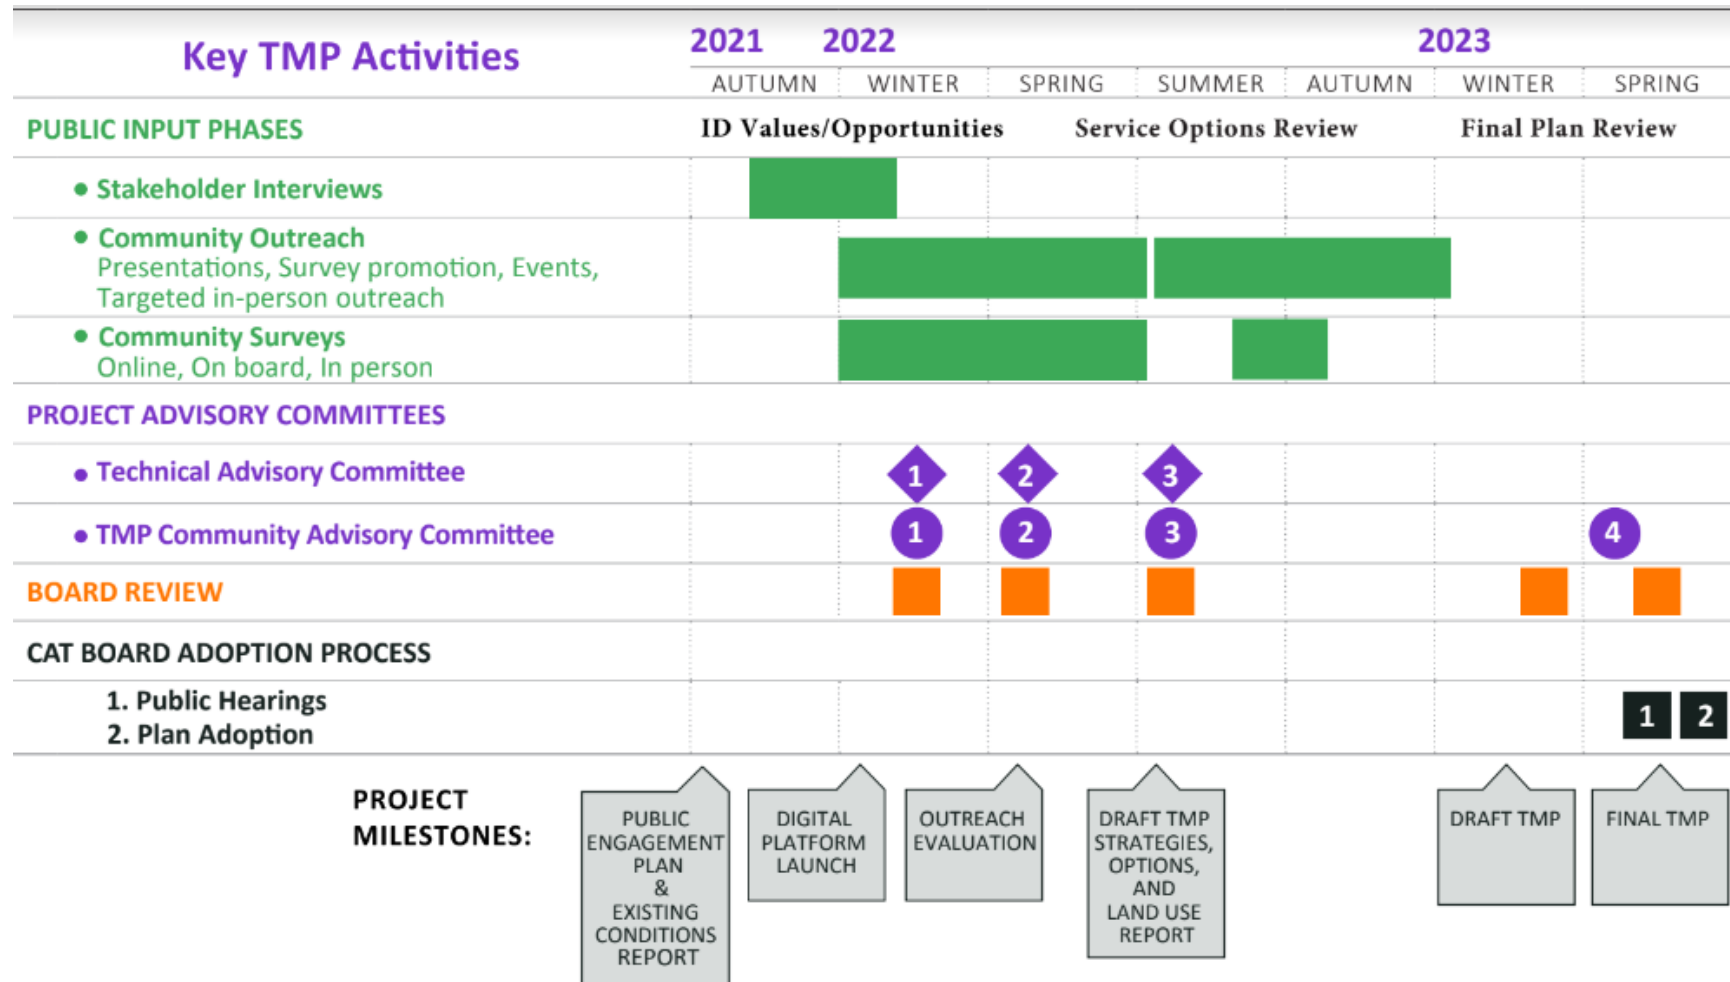 Key TMP Activities
2021 2022 2023
AUTUMN WINTER SPRING SUMMER AUTUMN WINTER SPRING
PUBLIC INPUT PHASES
ID Values/Opportunities Service Options Review Final Plan Review
• Stakeholder Interviews
• Community Outreach
Presentations, Survey promotion, Events,
Targeted in-person outreach
• Community Surveys
Online, On board, In person
PROJECT ADVISORY COMMITTEES
• Technical Advisory Committee
1 2 3
• TMP Community Advisory Committee
1 2 3 4
BOARD REVIEW
CAT BOARD ADOPTION PROCESS
1. Public Hearings
2. Plan Adoption
1 2
PROJECT
MILESTONES:
PUBLIC
ENGAGEMENT
PLAN
&
EXISTING
CONDITIONS
REPORT
DIGITAL
PLATFORM
LAUNCH
OUTREACH
EVALUATION
DRAFT TMP
STRATEGIES,
OPTIONS,
AND
LAND USE
REPORT
DRAFT TMP
FINAL TMP